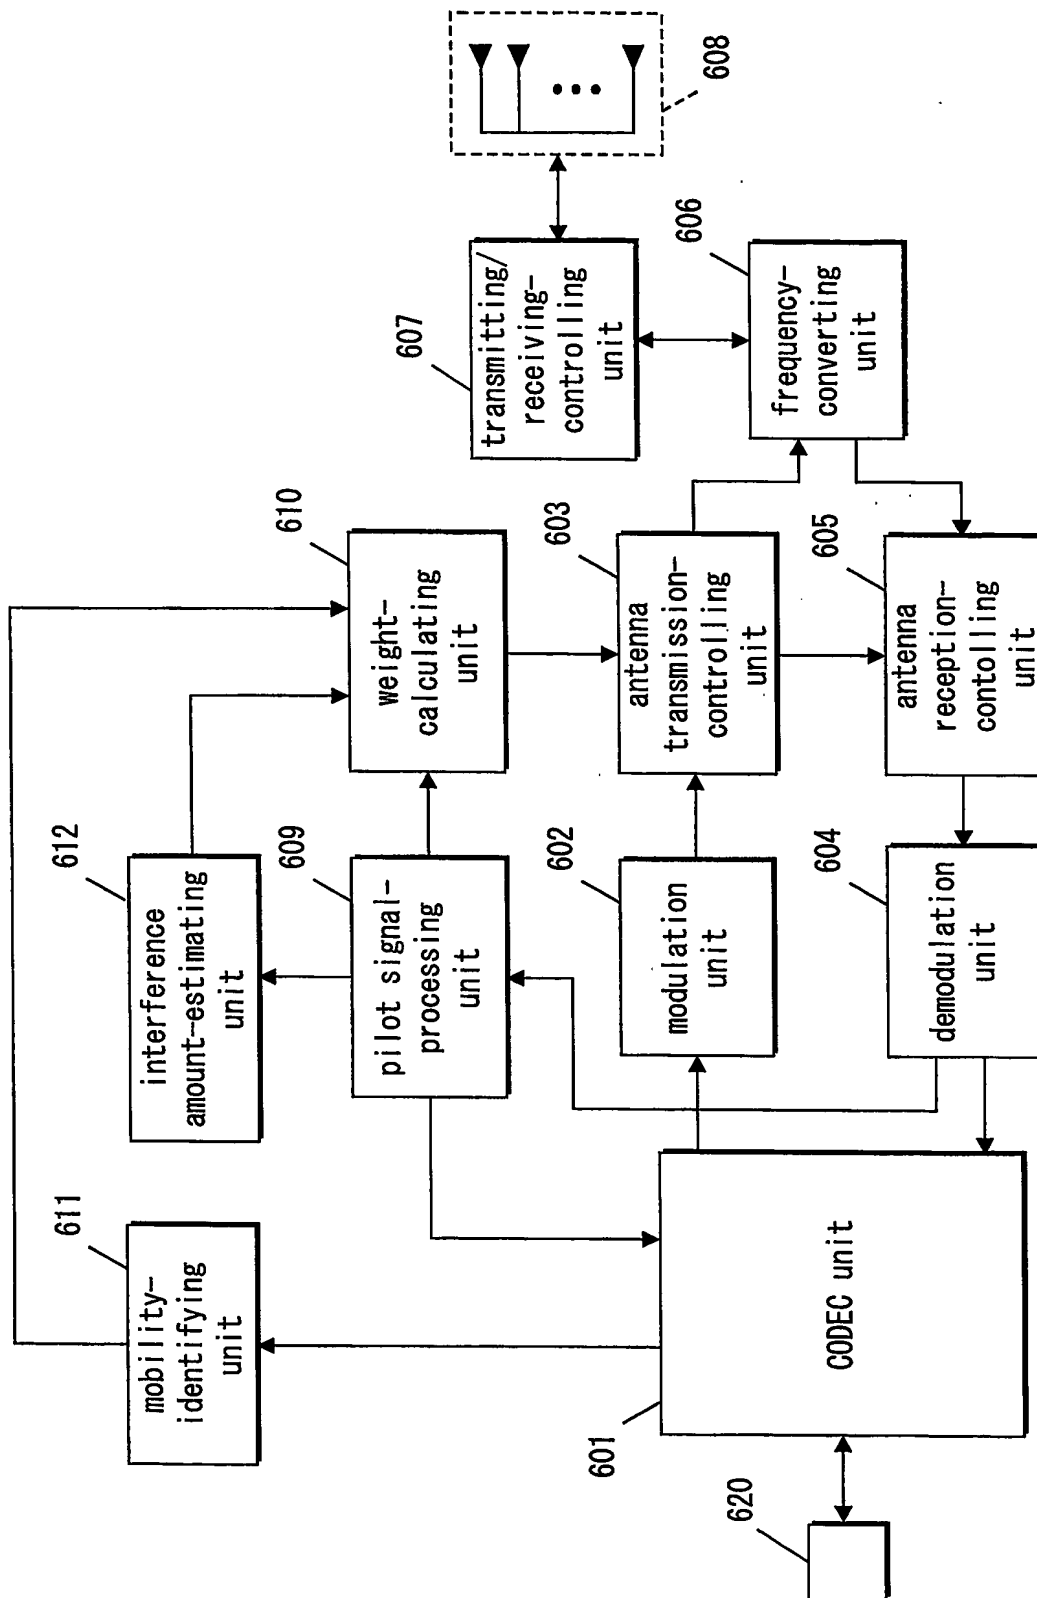 611
mobility-
identifying
unit
612
interference
amount-estimating
unit
610
weight-
calculating
unit
609
pilot signal-
processing
unit
607
transmitting/
receiving-
controlling
unit
608
603
antenna
transmission-
controlling
unit
602
modulation
unit
606
frequency-
converting
unit
601
CODEC unit
604
demodulation
unit
605
antenna
reception-
contolling
unit
620